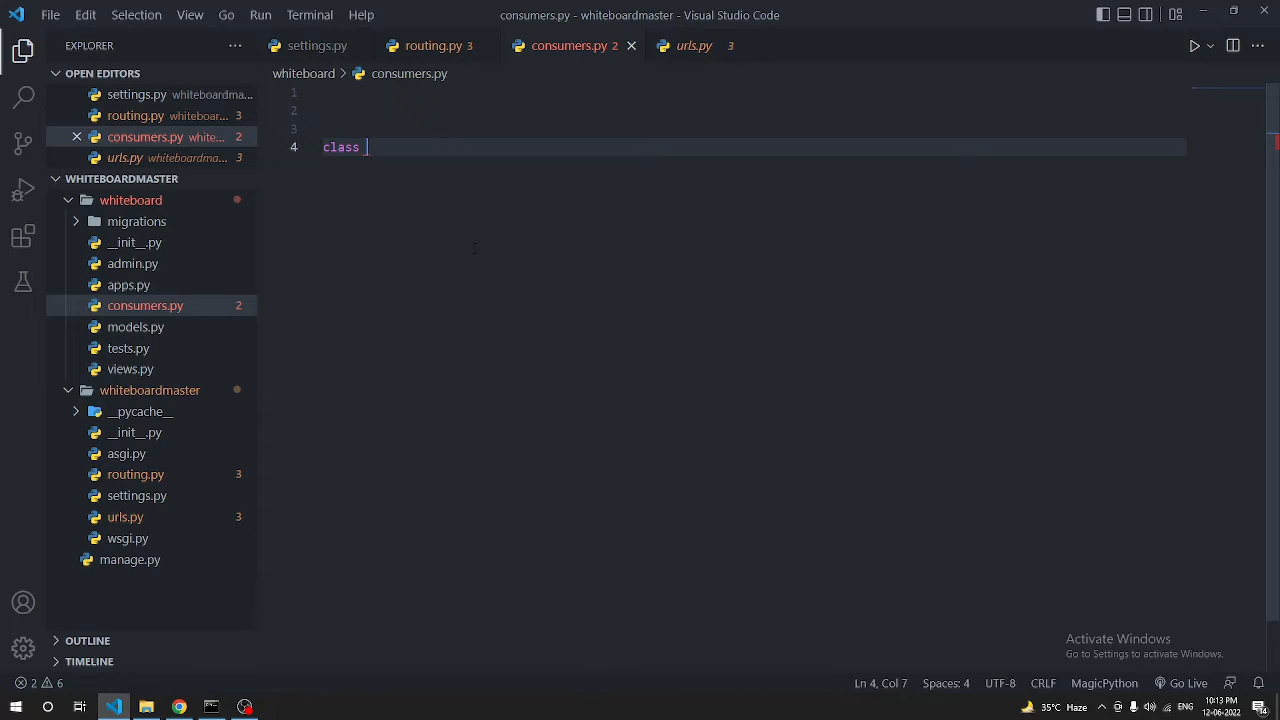 File Edit Selection View Go Run Terminal Help
consumers.py - whiteboardmaster - Visual Studio Code
EXPLORER
settings.py
routing.py 3
consumers.py 2
urls.py 3
OPEN EDITORS
settings.py whiteboardma...
routing.py whiteboar... 3
consumers.py white... 2
urls.py whiteboardma... 3
whiteboard > consumers.py
1
2
3
4 class
WHITEBOARDMASTER
whiteboard
migrations
__init__.py
admin.py
apps.py
consumers.py 2
models.py
tests.py
views.py
whiteboardmaster
__pycache__
__init__.py
asgi.py
routing.py 3
settings.py
urls.py 3
wsgi.py
manage.py
OUTLINE
TIMELINE
Activate Windows
Go to Settings to activate Windows.
2 6
Ln 4, Col 7 Spaces: 4 UTF-8 CRLF MagicPython Go Live
35°C Haze ENG 10:13 PM
12-06-2022